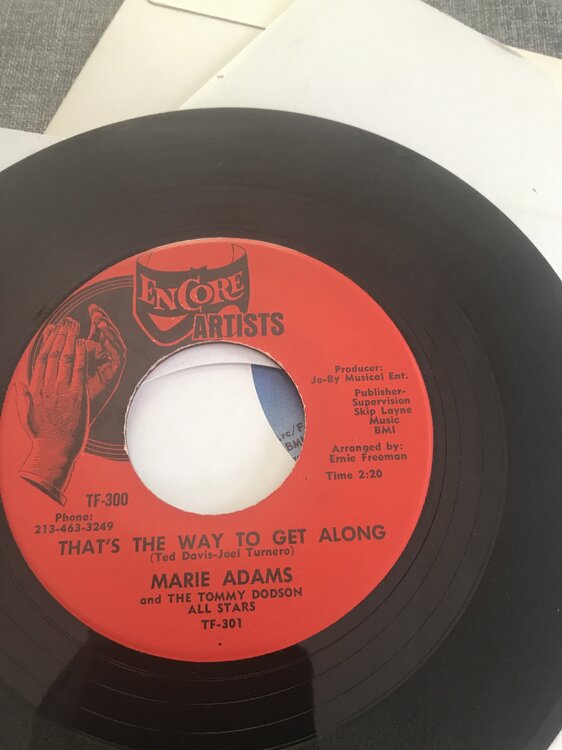 ENCORE
ARTISTS
Producer:
Jo-By Musical Ent.
Publisher-
Supervision
Skip Layne
Music
BMI
Arranged by:
Ernie Freeman
Time 2:20
TF-300
Phone:
213-463-3249
THAT'S THE WAY TO GET ALONG
(Ted Davis-Joel Turnero)
MARIE ADAMS
and THE TOMMY DODSON
ALL STARS
TF-301
rc/F
BMI